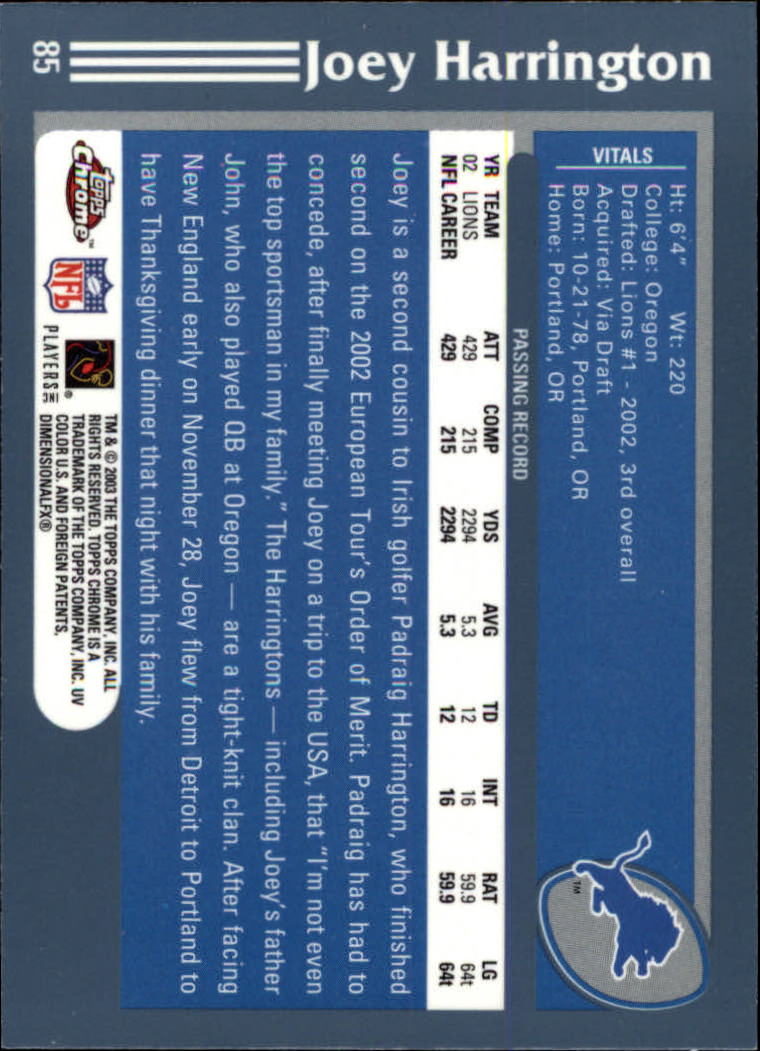 85
Joey Harrington
VITALS
Ht: 6'4" Wt: 220
College: Oregon
Drafted: Lions #1 - 2002, 3rd overall
Acquired: Via Draft
Born: 10-21-78, Portland, OR
Home: Portland, OR
TM
PASSING RECORD
YR TEAM ATT COMP YDS AVG TD INT RAT LG
02 LIONS 429 215 2294 5.3 12 16 59.9 64t
NFL CAREER 429 215 2294 5.3 12 16 59.9 64t
Joey is a second cousin to Irish golfer Padraig Harrington, who finished
second on the 2002 European Tour's Order of Merit. Padraig has had to
concede, after finally meeting Joey on a trip to the USA, that "I'm not even
the top sportsman in my family." The Harringtons — including Joey's father
John, who also played QB at Oregon — are a tight-knit clan. After facing
New England early on November 28, Joey flew from Detroit to Portland to
have Thanksgiving dinner that night with his family.
Topps
Chrome™
NFL
PLAYERS INC ®
TM & © 2003 THE TOPPS COMPANY, INC. ALL
RIGHTS RESERVED. TOPPS CHROME IS A
TRADEMARK OF THE TOPPS COMPANY, INC. UV
COLOR U.S. AND FOREIGN PATENTS,
DIMENSIONALFX®